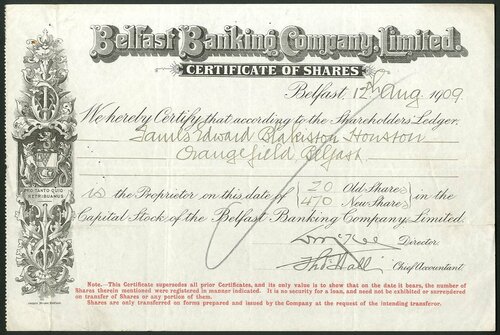 Belfast Banking Company, Limited.
CERTIFICATE OF SHARES
Belfast, 12th Aug 1909.
We hereby Certify that according to the Shareholders Ledger,
James Edward Blakiston Houston
Orangefield, Belfast
is the Proprietor on this date of { 20 Old Shares } in the
{ 470 New Shares }
Capital Stock of the Belfast Banking Company Limited.
Director
Thos Hall Chief Accountant
PRO TANTO QUID
RETRIBUAMUS
Note.—This Certificate supersedes all prior Certificates, and its only value is to show that on the date it bears, the number of
Shares therein mentioned were registered in manner indicated. It is no security for a loan, and need not be exhibited or surrendered
on transfer of Shares or any portion of them.
Shares are only transferred on forms prepared and issued by the Company at the request of the intending transferor.